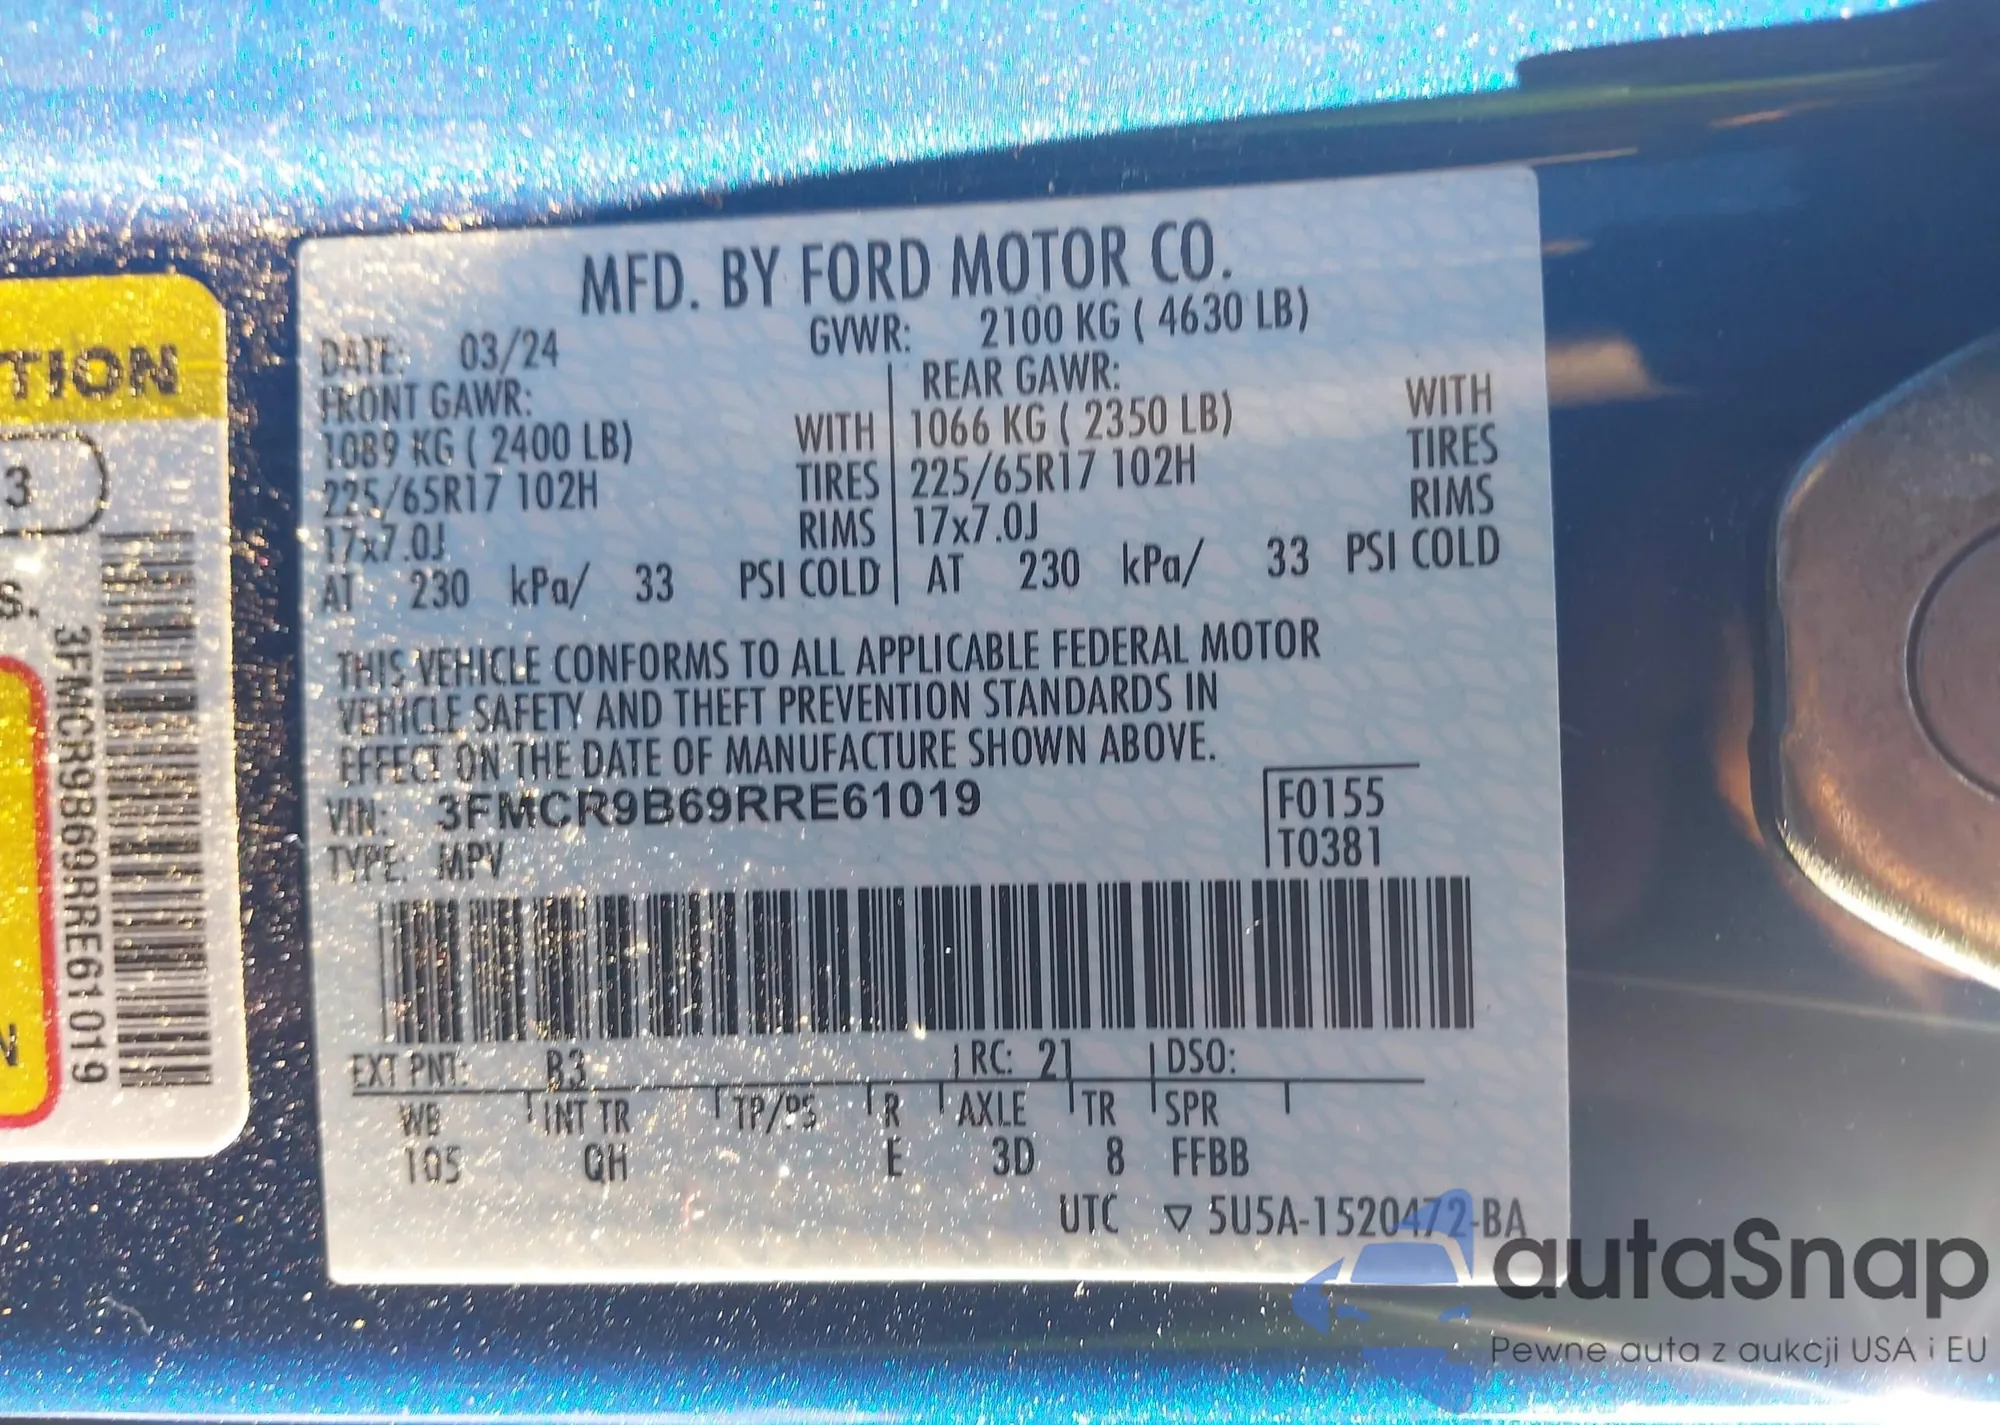 TION
3
S.
3FMCR9B69RRE61019
N
MFD. BY FORD MOTOR CO.
DATE: 03/24 GVWR: 2100 KG ( 4630 LB)
FRONT GAWR: REAR GAWR:
1089 KG ( 2400 LB) WITH 1066 KG ( 2350 LB) WITH
225/65R17 102H TIRES 225/65R17 102H TIRES
17x7.0J RIMS 17x7.0J RIMS
AT 230 kPa/ 33 PSI COLD AT 230 kPa/ 33 PSI COLD
THIS VEHICLE CONFORMS TO ALL APPLICABLE FEDERAL MOTOR
VEHICLE SAFETY AND THEFT PREVENTION STANDARDS IN
EFFECT ON THE DATE OF MANUFACTURE SHOWN ABOVE.
VIN: 3FMCR9B69RRE61019 F0155
TYPE: MPV T0381
EXT PNT: B3 RC: 21 DSO:
WB INT TR TP/PS R AXLE TR SPR
105 QH E 3D 8 FFBB
UTC ▽ 5U5A-1520472-BA
autaSnap
Pewne auta z aukcji USA i EU